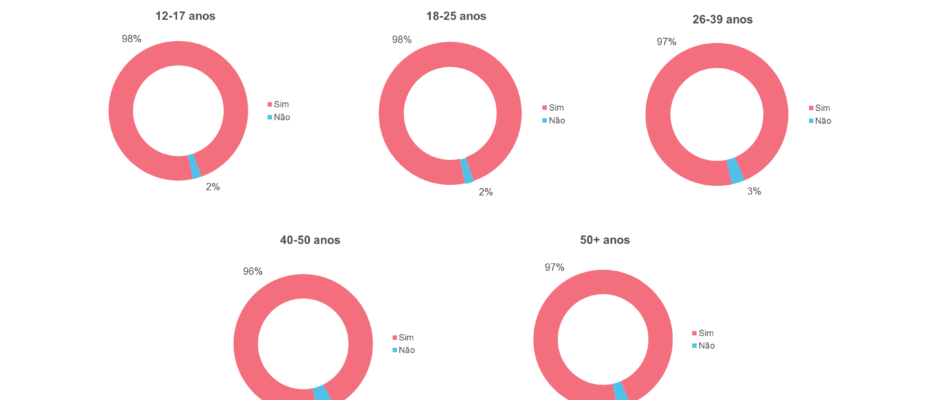 12-17 anos
98%
Sim
Não
2%
18-25 anos
98%
Sim
Não
2%
26-39 anos
97%
Sim
Não
3%
40-50 anos
96%
Sim
Não
50+ anos
97%
Sim
Não